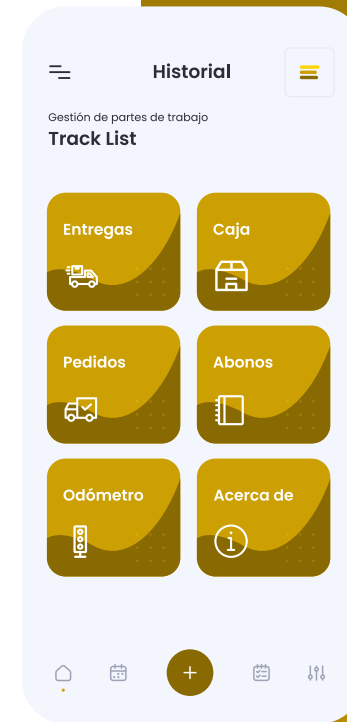 Historial
Gestión de partes de trabajo
Track List
Entregas
Caja
Pedidos
Abonos
Odómetro
Acerca de